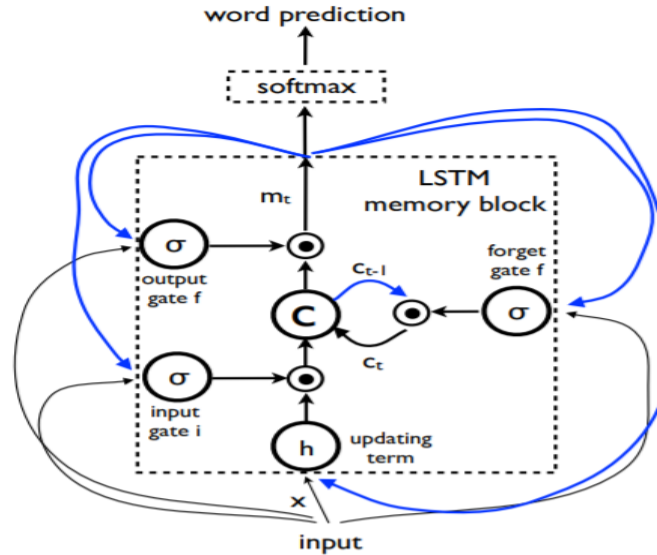 word prediction
softmax
LSTM
memory block
mt
σ
output
gate f
ct-1
forget
gate f
σ
C
ct
σ
input
gate i
h
updating
term
x
input